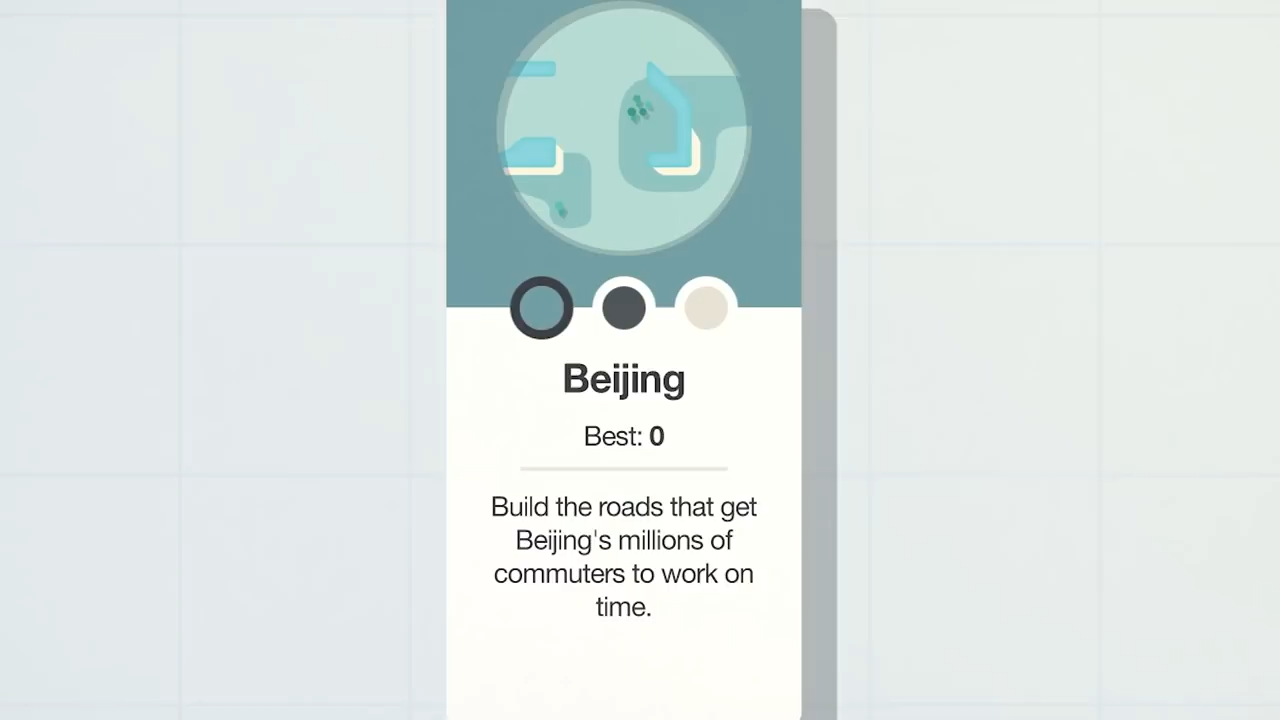 Beijing
Best: 0
Build the roads that get
Beijing's millions of
commuters to work on
time.